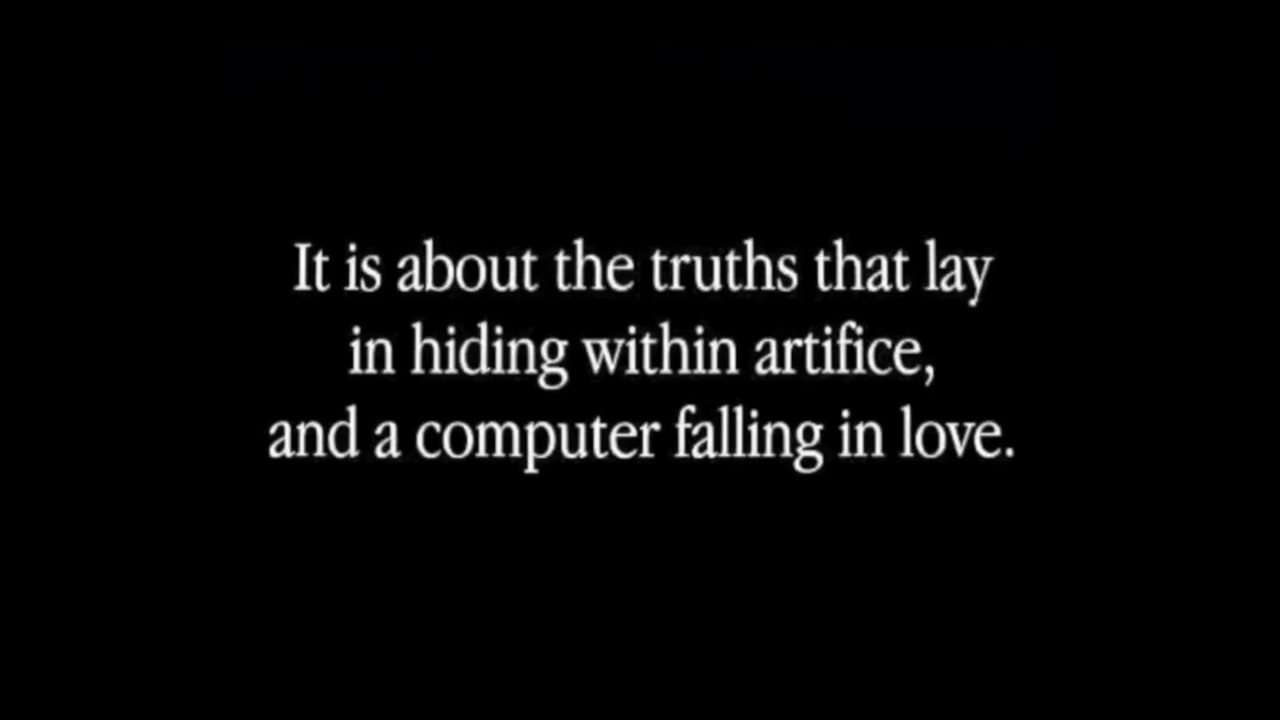 It is about the truths that lay
in hiding within artifice,
and a computer falling in love.